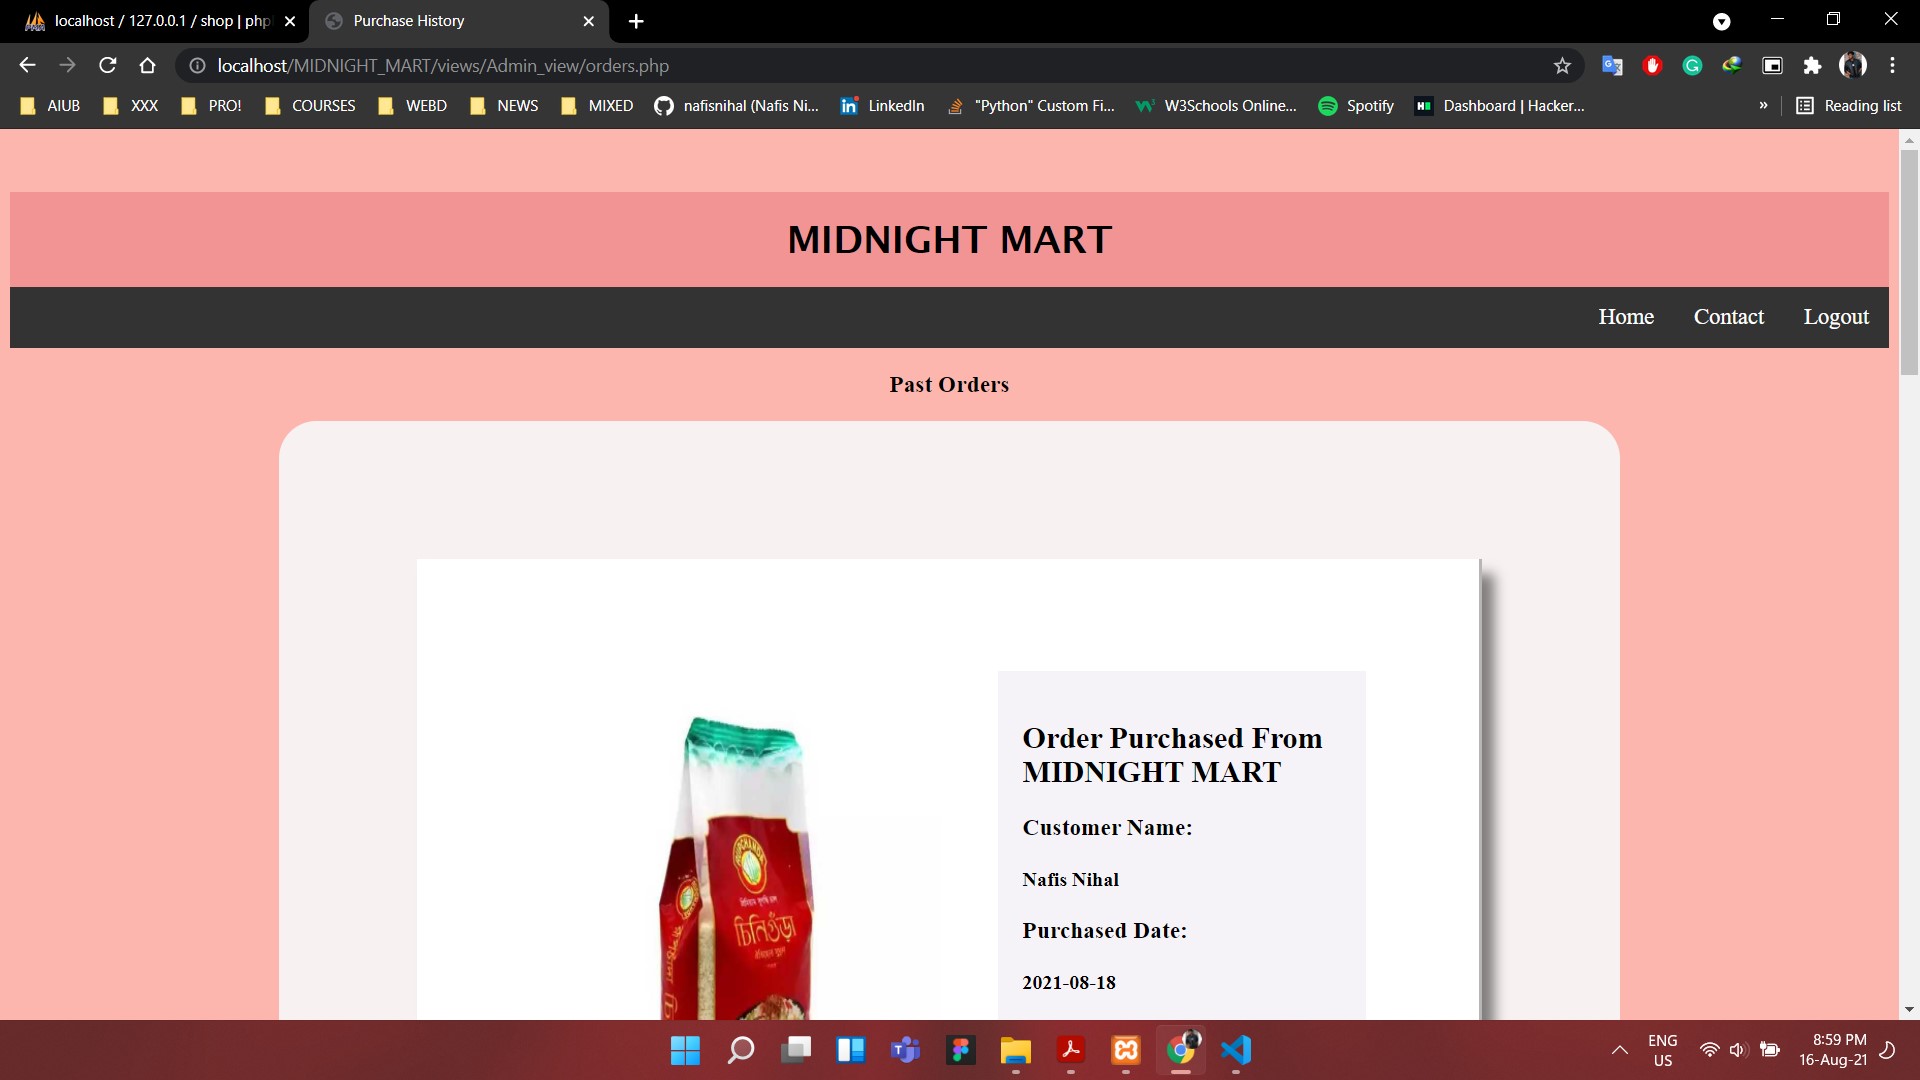 localhost / 127.0.0.1 / shop | php
Purchase History
localhost/MIDNIGHT_MART/views/Admin_view/orders.php
AIUB
XXX
PRO!
COURSES
WEBD
NEWS
MIXED
nafisnihal (Nafis Ni...
LinkedIn
"Python" Custom Fi...
W3Schools Online...
Spotify
Dashboard | Hacker...
»
Reading list
MIDNIGHT MART
Home
Contact
Logout
Past Orders
Order Purchased From
MIDNIGHT MART
Customer Name:
Nafis Nihal
Purchased Date:
2021-08-18
চিনিগুঁড়া
ENG
US
8:59 PM
16-Aug-21